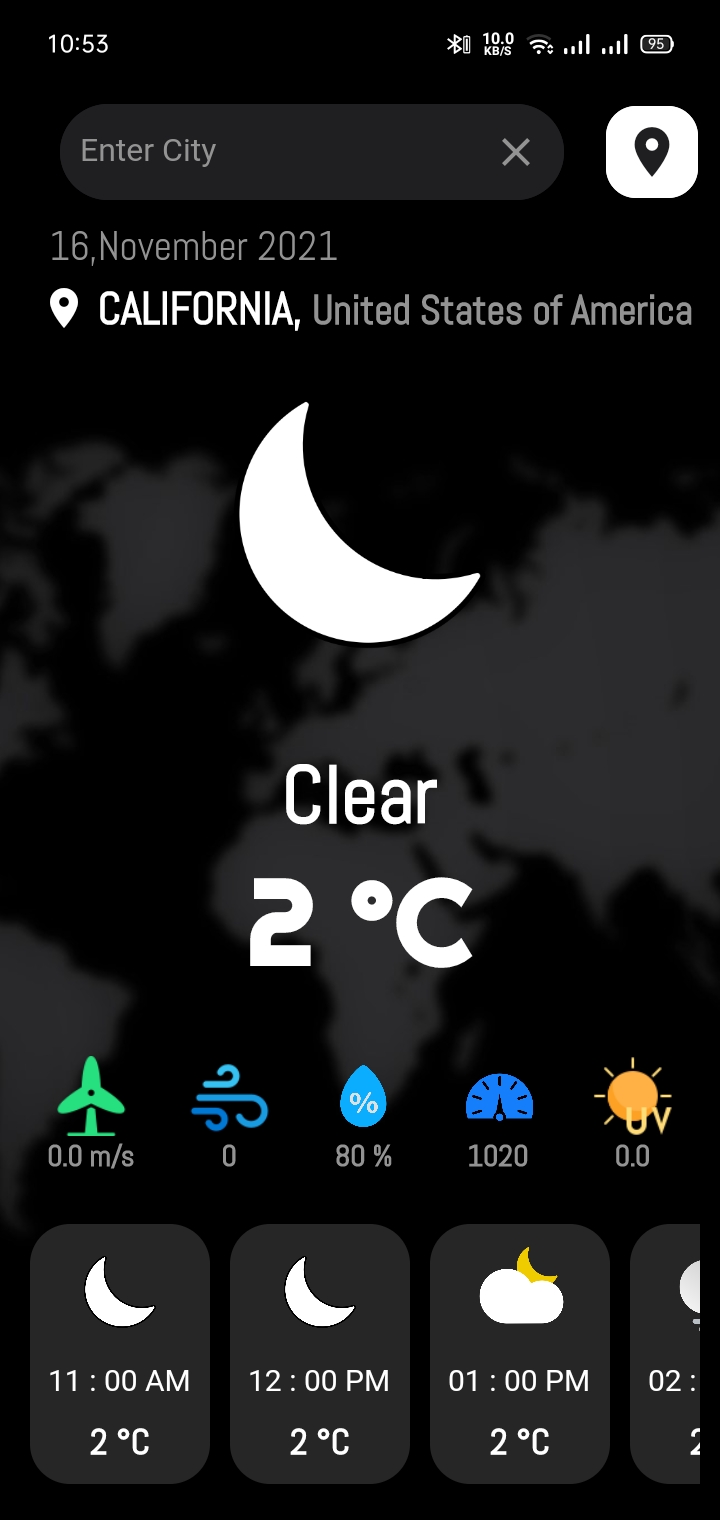 10:53 10.0 KB/S 95
Enter City
16,November 2021
CALIFORNIA, United States of America
Clear
2 °C
% UV
0.0 m/s 0 80 % 1020 0.0
11 : 00 AM 12 : 00 PM 01 : 00 PM 02 :
2 °C 2 °C 2 °C